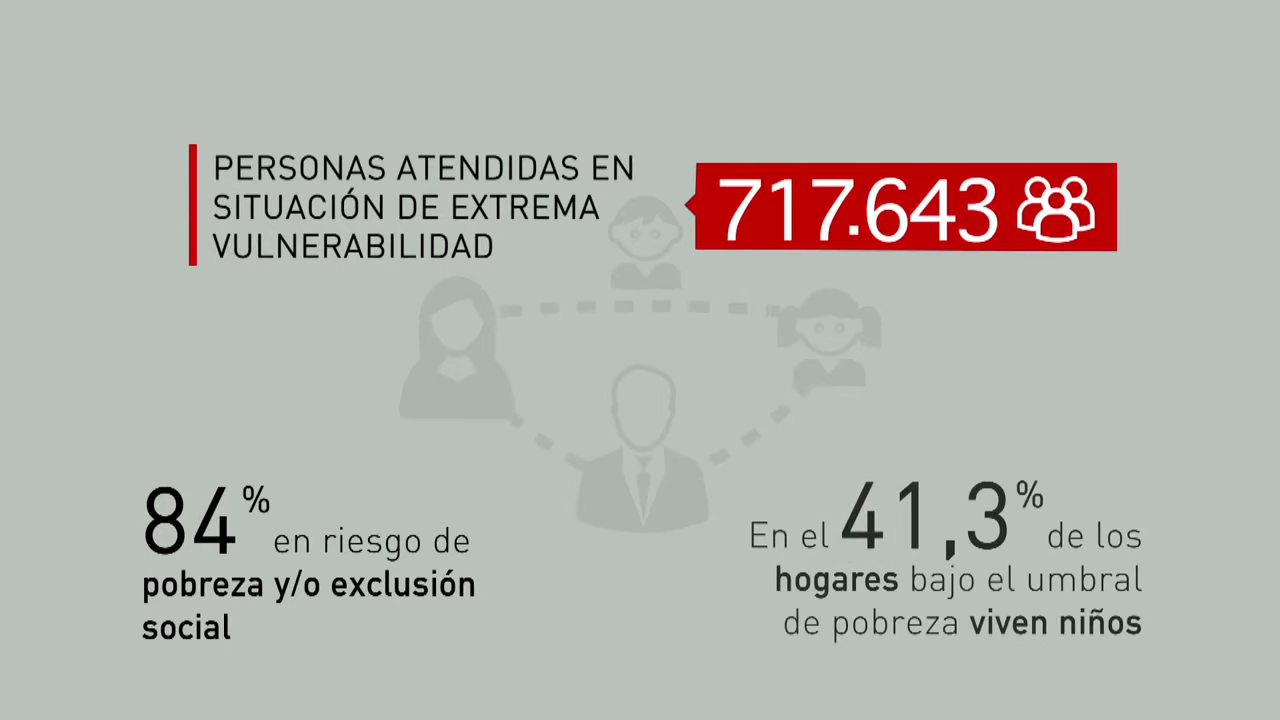 PERSONAS ATENDIDAS EN
SITUACIÓN DE EXTREMA
VULNERABILIDAD
717.643
84% en riesgo de
pobreza y/o exclusión
social
En el 41,3% de los
hogares bajo el umbral
de pobreza viven niños